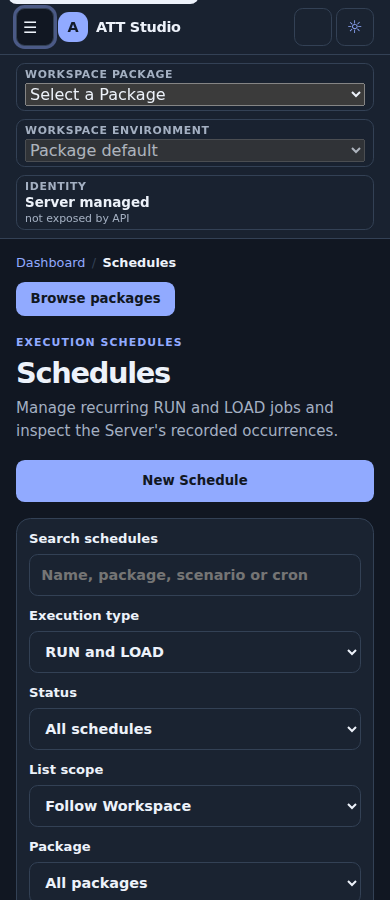 ☰ A ATT Studio
WORKSPACE PACKAGE
Select a Package
WORKSPACE ENVIRONMENT
Package default
IDENTITY
Server managed
not exposed by API
Dashboard / Schedules
Browse packages
EXECUTION SCHEDULES
Schedules
Manage recurring RUN and LOAD jobs and
inspect the Server's recorded occurrences.
New Schedule
Search schedules
Name, package, scenario or cron
Execution type
RUN and LOAD
Status
All schedules
List scope
Follow Workspace
Package
All packages